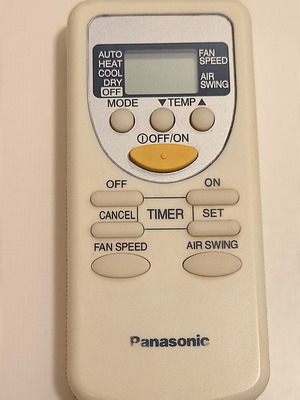 AUTO
HEAT
COOL
DRY
OFF
FAN
SPEED
AIR
SWING
MODE ▼TEMP▲
OFF/ON
OFF ON
CANCEL TIMER SET
FAN SPEED AIR SWING
Panasonic